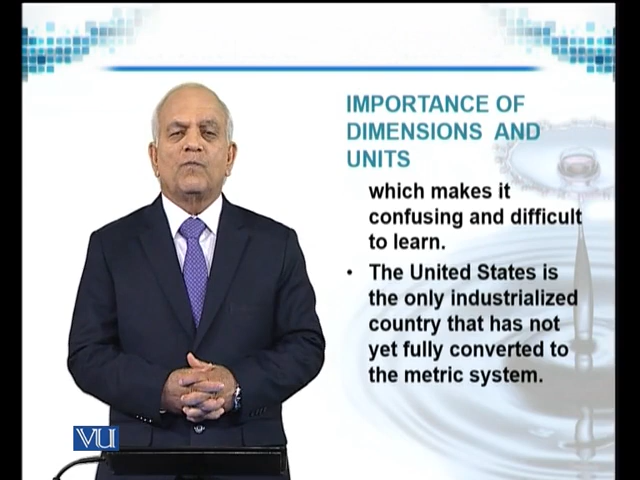 IMPORTANCE OF
DIMENSIONS AND
UNITS
which makes it
confusing and difficult
to learn.
• The United States is
the only industrialized
country that has not
yet fully converted to
the metric system.
VU